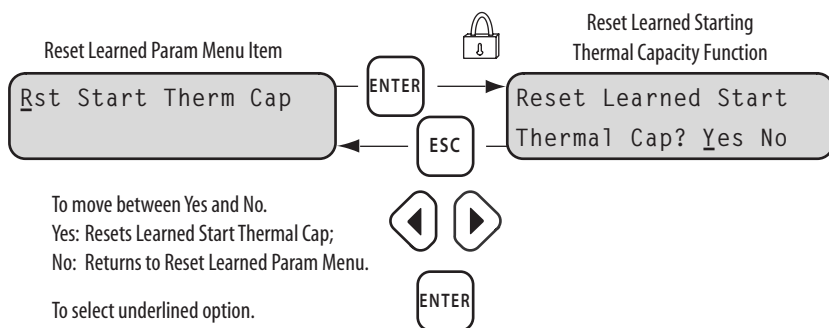 Reset Learned Param Menu Item
Rst Start Therm Cap
ENTER
ESC
Reset Learned Starting
Thermal Capacity Function
Reset Learned Start
Thermal Cap? Yes No
To move between Yes and No.
Yes: Resets Learned Start Thermal Cap;
No: Returns to Reset Learned Param Menu.
To select underlined option.
ENTER